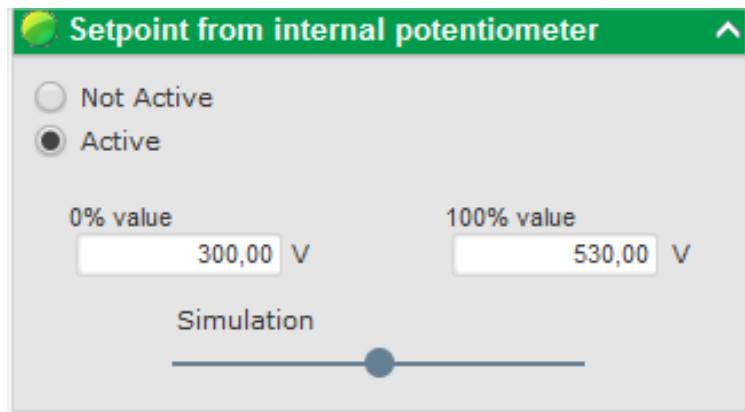 Setpoint from internal potentiometer
Not Active
Active
0% value 100% value
300,00 V 530,00 V
Simulation